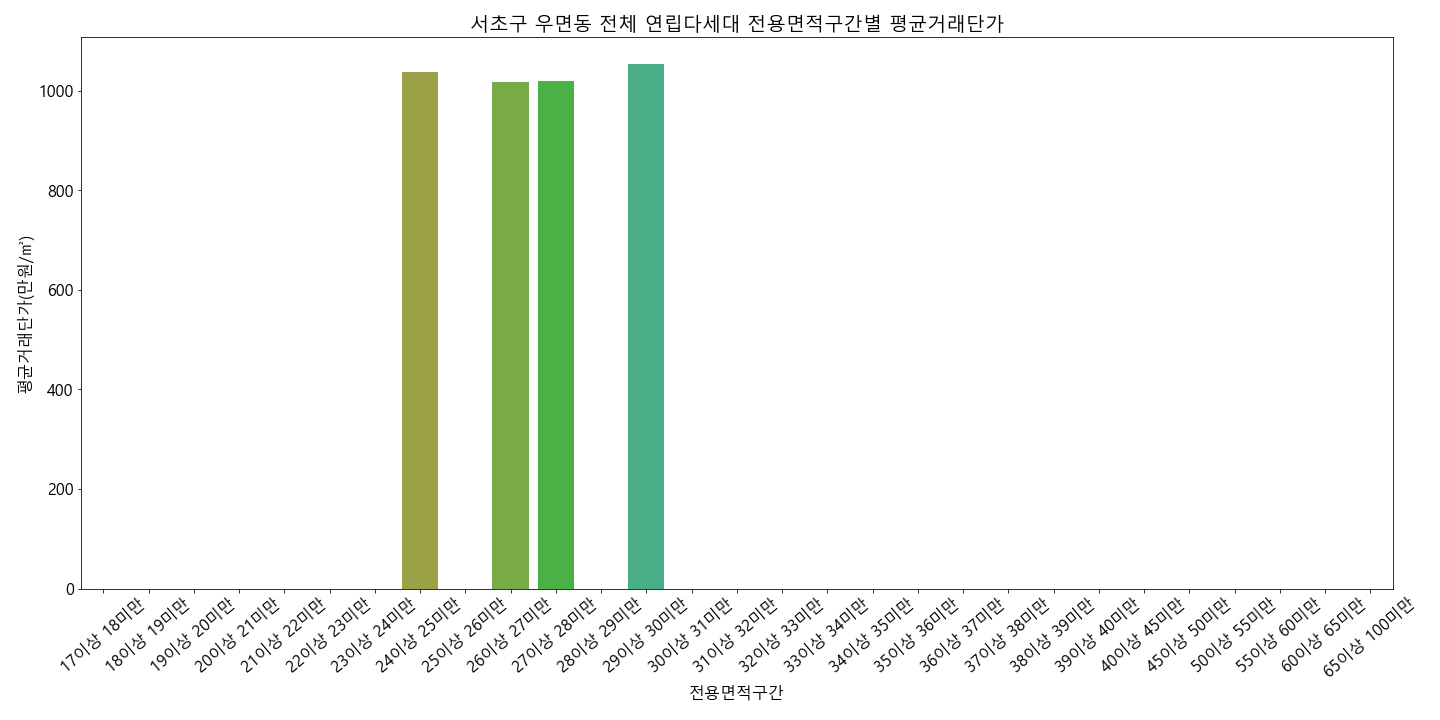 서초구 우면동 전체 연립다세대 전용면적구간별 평균거래단가
평균거래단가(만원/㎡)
1000
800
600
400
200
0
17이상 18미만
18이상 19미만
19이상 20미만
20이상 21미만
21이상 22미만
22이상 23미만
23이상 24미만
24이상 25미만
25이상 26미만
26이상 27미만
27이상 28미만
28이상 29미만
29이상 30미만
30이상 31미만
31이상 32미만
32이상 33미만
33이상 34미만
34이상 35미만
35이상 36미만
36이상 37미만
37이상 38미만
38이상 39미만
39이상 40미만
40이상 45미만
45이상 50미만
50이상 55미만
55이상 60미만
60이상 65미만
65이상 100미만
전용면적구간